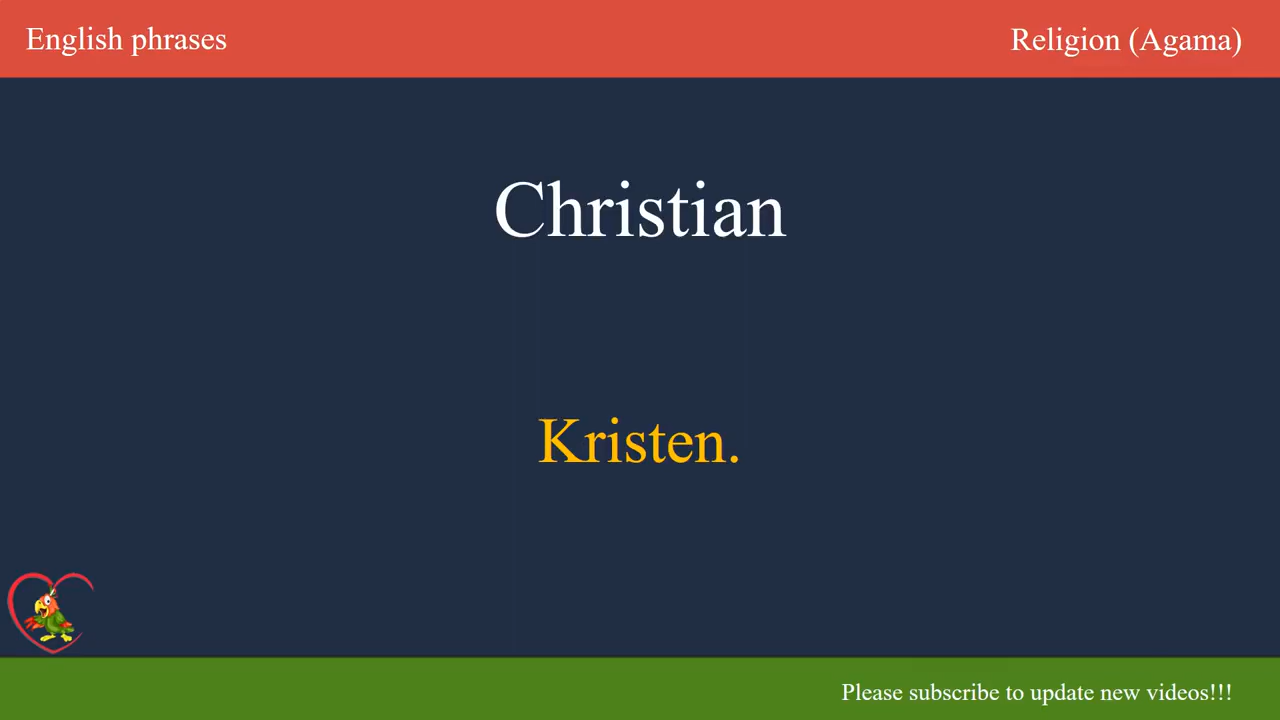 English phrases
Religion (Agama)
Christian
Kristen.
Please subscribe to update new videos!!!